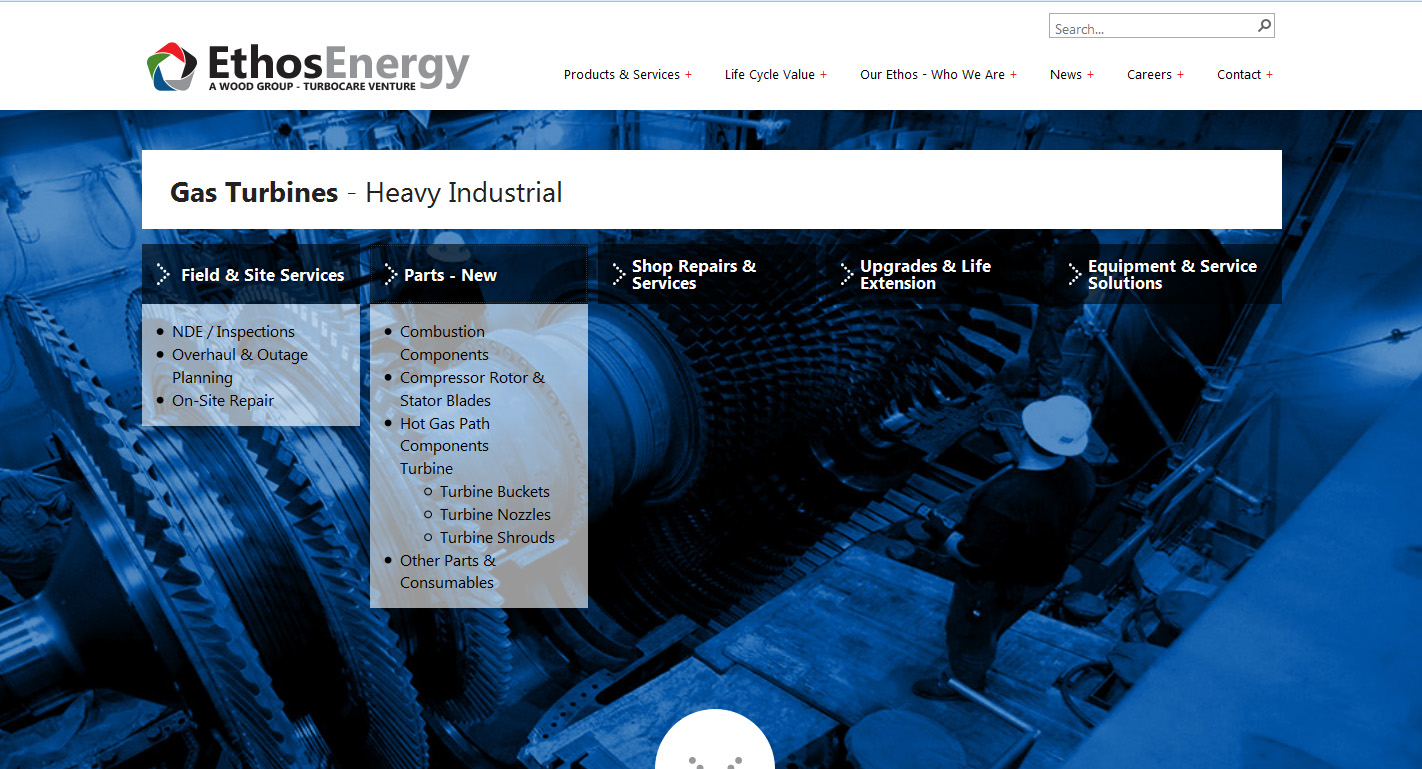 Search...
EthosEnergy
A WOOD GROUP - TURBOCARE VENTURE
Products & Services + Life Cycle Value + Our Ethos - Who We Are + News + Careers + Contact +
Gas Turbines - Heavy Industrial
Field & Site Services
NDE / Inspections
Overhaul & Outage
Planning
On-Site Repair
Parts - New
Combustion
Components
Compressor Rotor &
Stator Blades
Hot Gas Path
Components
Turbine
Turbine Buckets
Turbine Nozzles
Turbine Shrouds
Other Parts &
Consumables
Shop Repairs &
Services
Upgrades & Life
Extension
Equipment & Service
Solutions